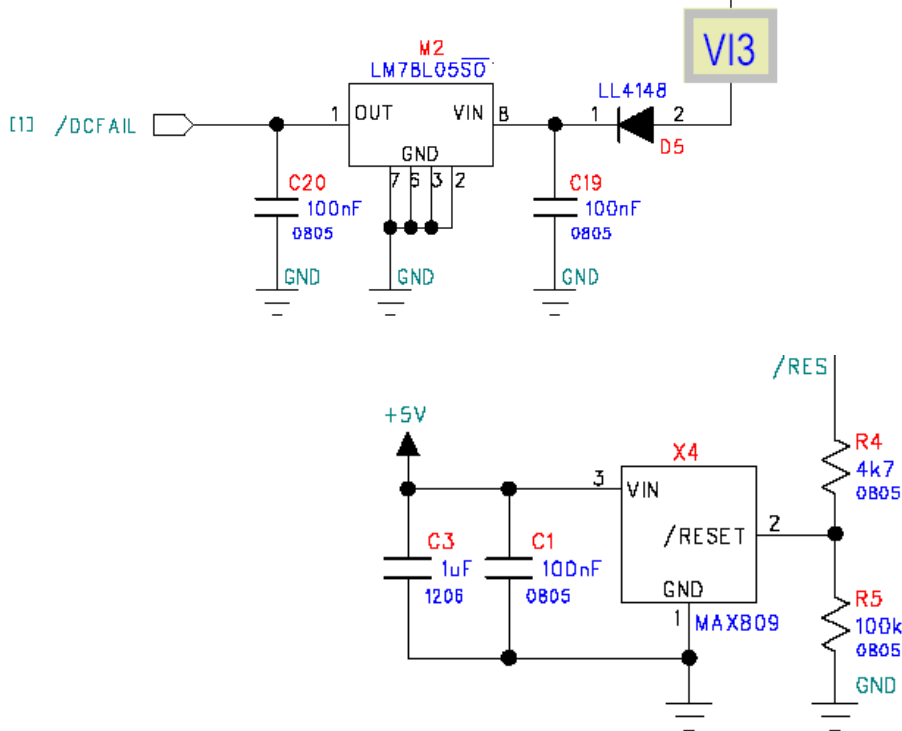 VI3
M2
LM78L05SO
LL4148
[1] /DCFAIL
1 OUT VIN 8 1 2
GND
D5
7 6 3 2
C20
100nF
0805
C19
100nF
0805
GND
GND
GND
/RES
+5V
X4
R4
4k7
0805
3 VIN
/RESET 2
C3
1uF
1206
C1
100nF
0805
GND
1 MAX809
R5
100k
0805
GND